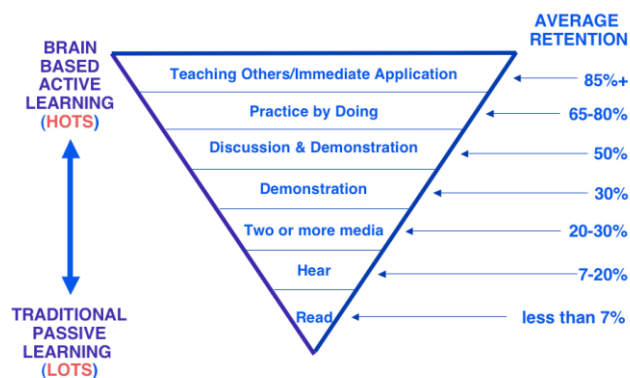 BRAIN
BASED
ACTIVE
LEARNING
(HOTS)
TRADITIONAL
PASSIVE
LEARNING
(LOTS)
Teaching Others/Immediate Application
Practice by Doing
Discussion & Demonstration
Demonstration
Two or more media
Hear
Read
AVERAGE
RETENTION
85%+
65-80%
50%
30%
20-30%
7-20%
less than 7%